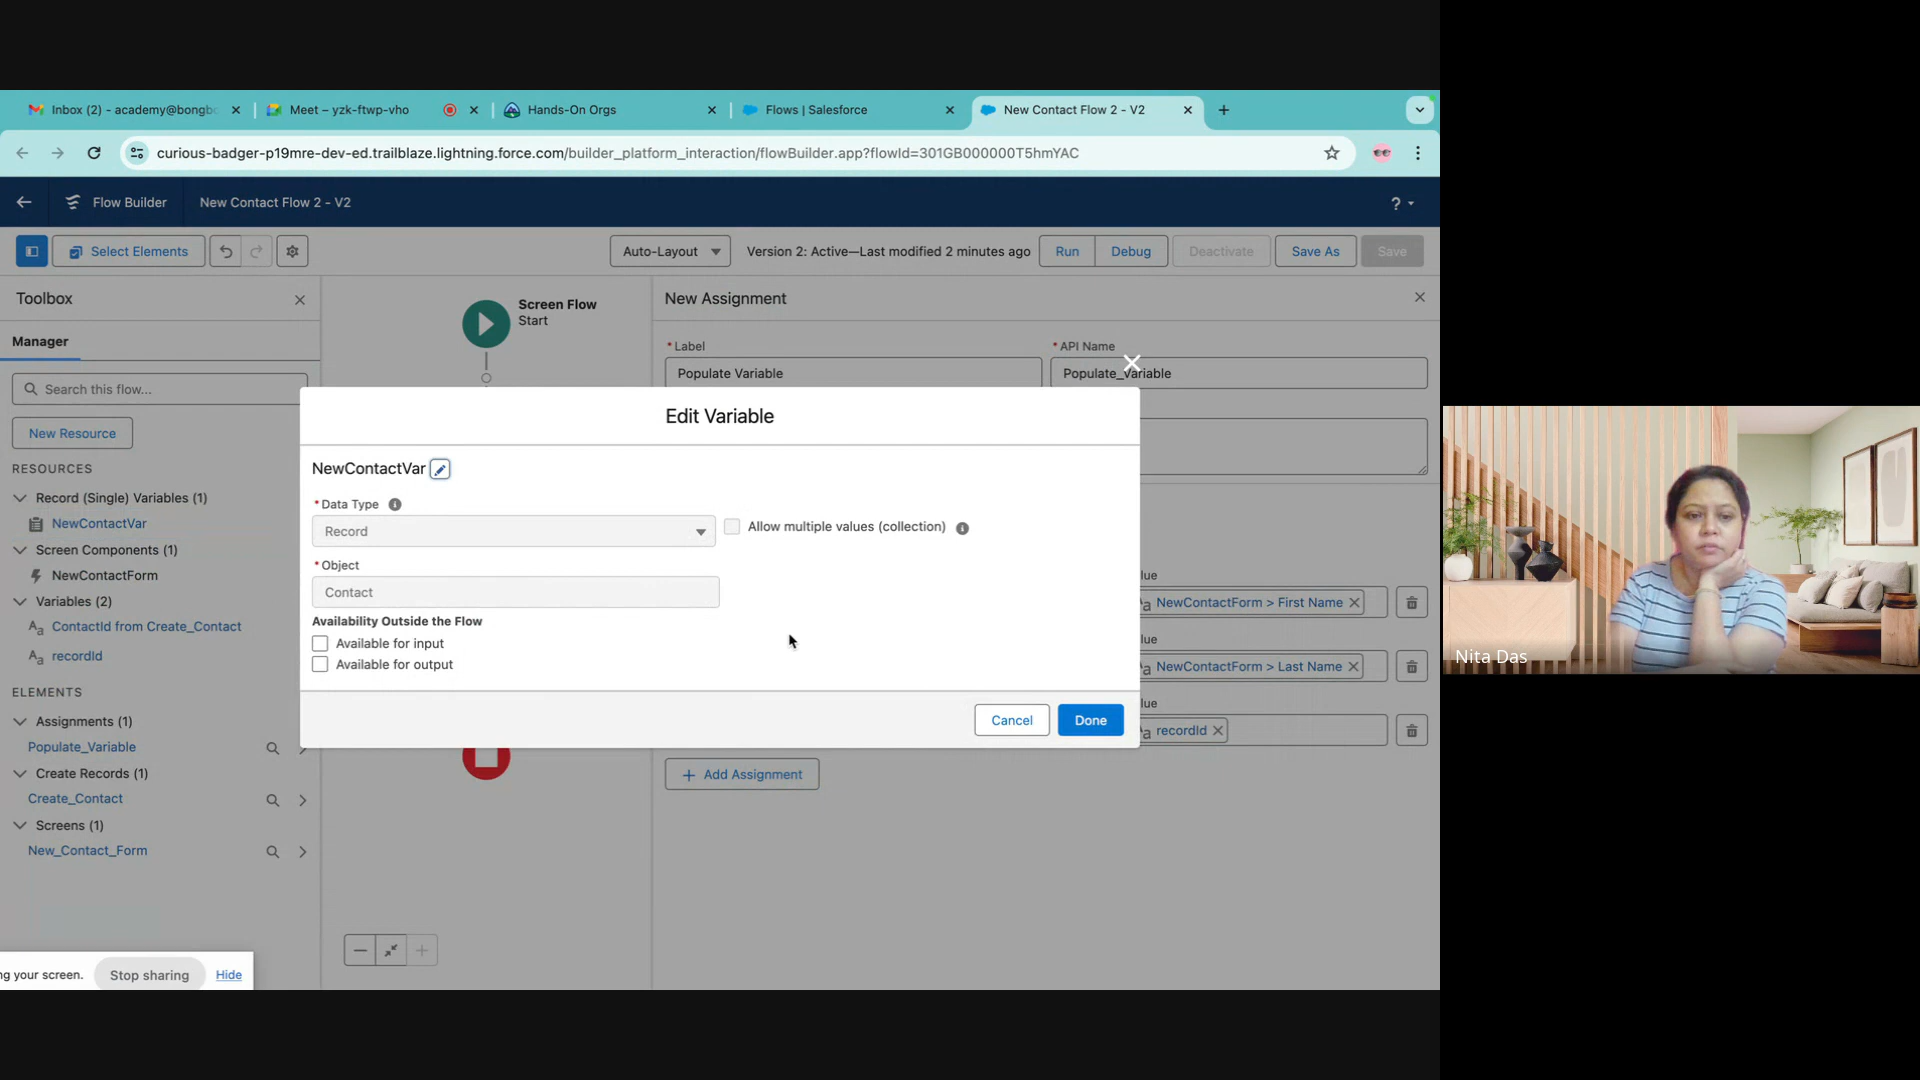 Inbox (2) - academy@bongbo
Meet – yzk-ftwp-vho
Hands-On Orgs
Flows | Salesforce
New Contact Flow 2 - V2
curious-badger-p19mre-dev-ed.trailblaze.lightning.force.com/builder_platform_interaction/flowBuilder.app?flowId=301GB000000T5hmYAC
Flow Builder
New Contact Flow 2 - V2
?
Select Elements
Auto-Layout
Version 2: Active—Last modified 2 minutes ago
Run
Debug
Deactivate
Save As
Save
Toolbox
Manager
Search this flow...
New Resource
RESOURCES
Record (Single) Variables (1)
NewContactVar
Screen Components (1)
NewContactForm
Variables (2)
Aa ContactId from Create_Contact
Aa recordId
ELEMENTS
Assignments (1)
Populate_Variable
Create Records (1)
Create_Contact
Screens (1)
New_Contact_Form
Screen Flow
Start
New Assignment
* Label
Populate Variable
* API Name
Populate_Variable
Edit Variable
NewContactVar
* Data Type
Record
Allow multiple values (collection)
* Object
Contact
Availability Outside the Flow
Available for input
Available for output
Cancel
Done
lue
NewContactForm > First Name
lue
NewContactForm > Last Name
lue
recordId
+ Add Assignment
ng your screen.
Stop sharing
Hide
Nita Das